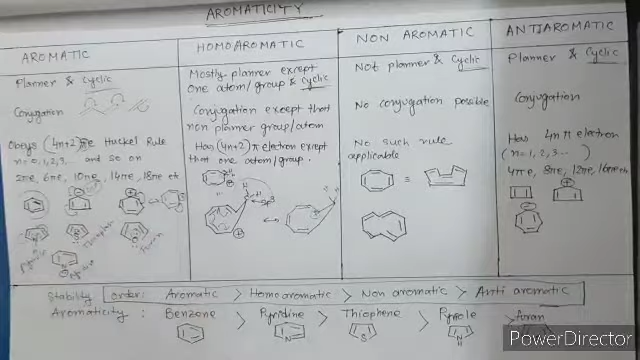 AROMATICITY
AROMATIC
HOMOAROMATIC
NON AROMATIC
ANTIAROMATIC
Planner & cyclic
Conjugation
Obeys (4n+2)πe Huckel Rule
n=0,1,2,3,... and so on
2πe, 6πe, 10πe, 14πe, 18πe etc
Pyridine
Thiophene
Furan
Pyrrole
Mostly planner except
one atom/group & cyclic
Conjugation except that
non planner group/atom
Has (4n+2) π electron except
that one atom/group.
Not planner & cyclic
No conjugation possible
No such rule
applicable
Planner & cyclic
Conjugation
Has 4n π electron
(n=1,2,3...
4πe, 8πe, 12πe, 16πe etc
Stability order: Aromatic > Homoaromatic > Non aromatic > Anti aromatic
Aromaticity: Benzene > Pyridine > Thiophene > Pyrrole > Furan
N
S
N
H
PowerDirector